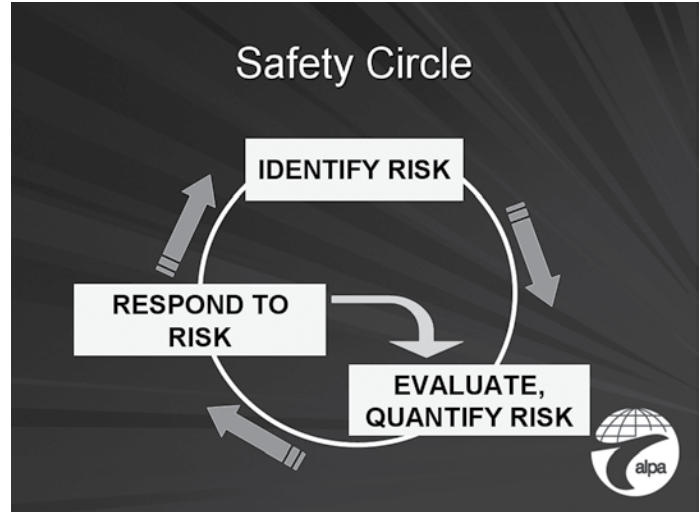 Safety Circle
IDENTIFY RISK
RESPOND TO
RISK
EVALUATE,
QUANTIFY RISK
alpa